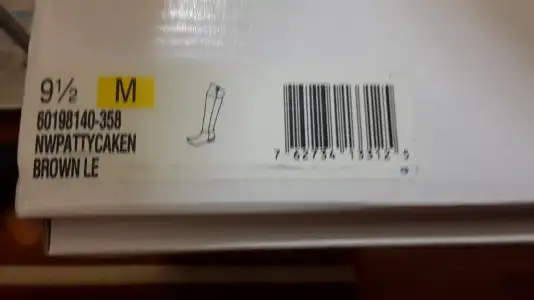 9½ M
60198140-358
NWPATTYCAKEN
BROWN LE
7 62734 13312 5